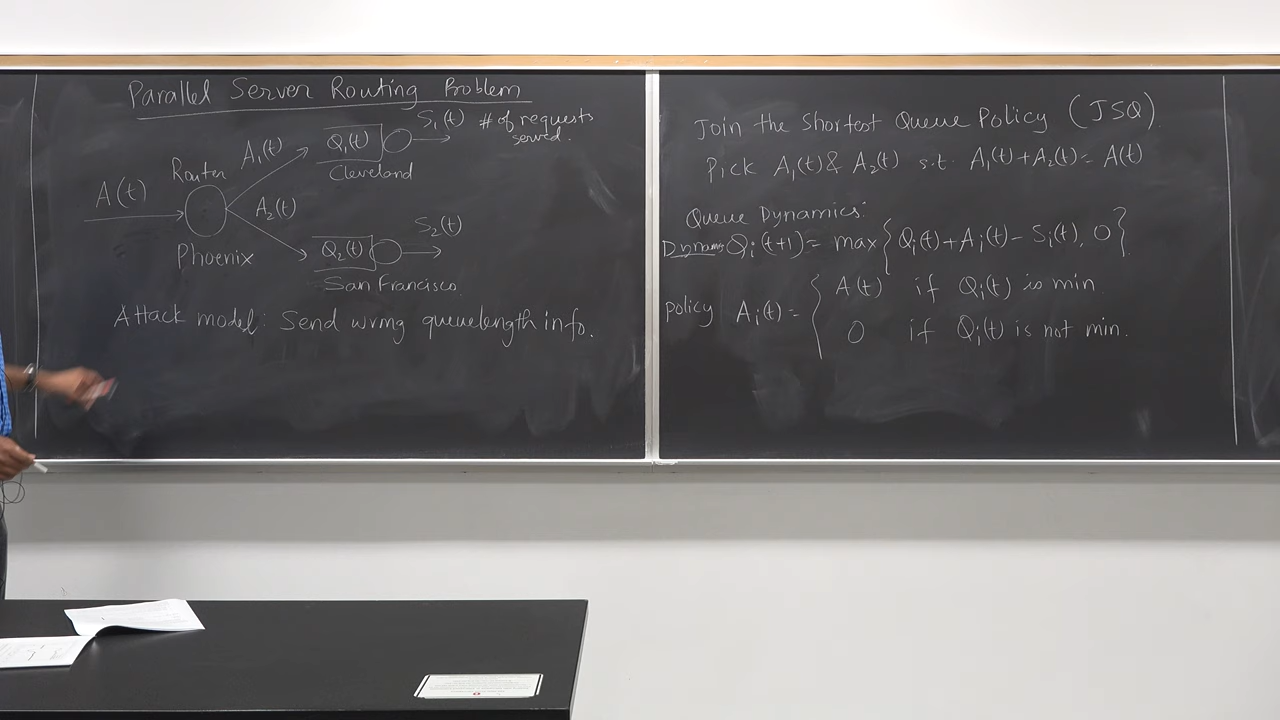 Parallel Server Routing Problem
S₁(t) # of requests
served.
A₁(t)
Q₁(t)
Cleveland
Router
A(t)
A₂(t)
S₂(t)
Phoenix
Q₂(t)
San Francisco
Attack model: Send wrong queuelength info.
Join the Shortest Queue Policy (JSQ)
Pick A₁(t) & A₂(t) s.t. A₁(t)+A₂(t)=A(t)
Queue Dynamics:
Qᵢ(t+1) = max{Qᵢ(t)+Aᵢ(t)-Sᵢ(t), 0}
Policy Aᵢ(t) = { A(t) if Qᵢ(t) is min
0 if Qᵢ(t) is not min.